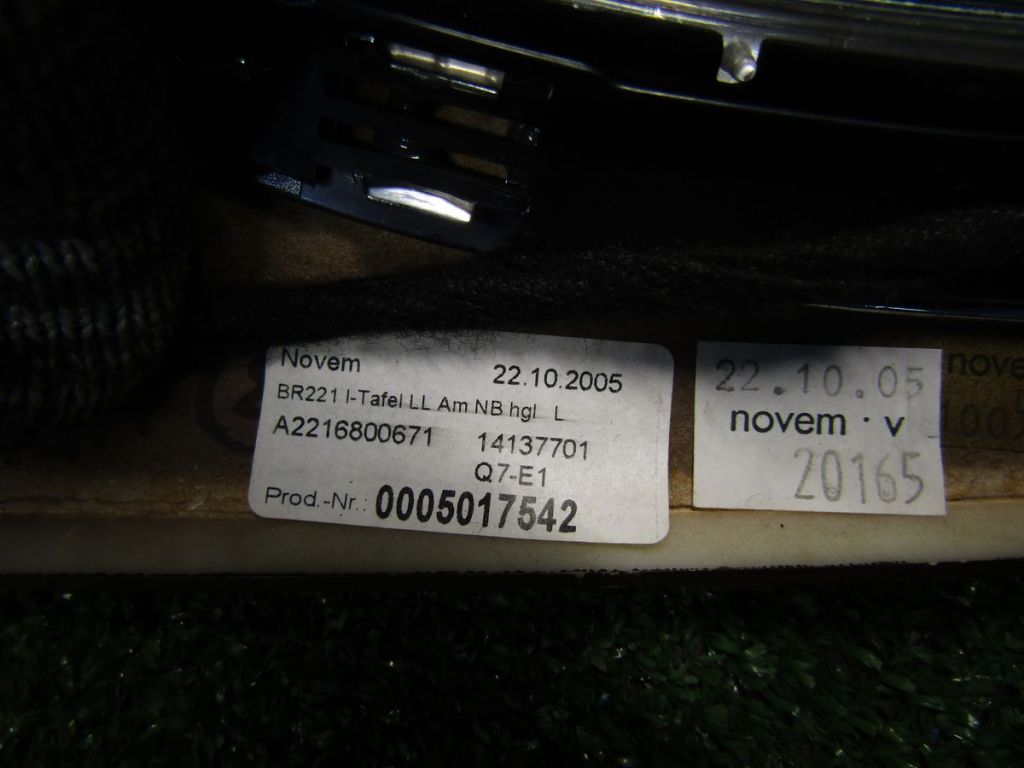 Novem 22.10.2005
BR221 I-Tafel LL Am NB hgl L
A2216800671 14137701
Q7-E1
Prod.-Nr.: 0005017542
22.10.05
novem · v
20165
nove